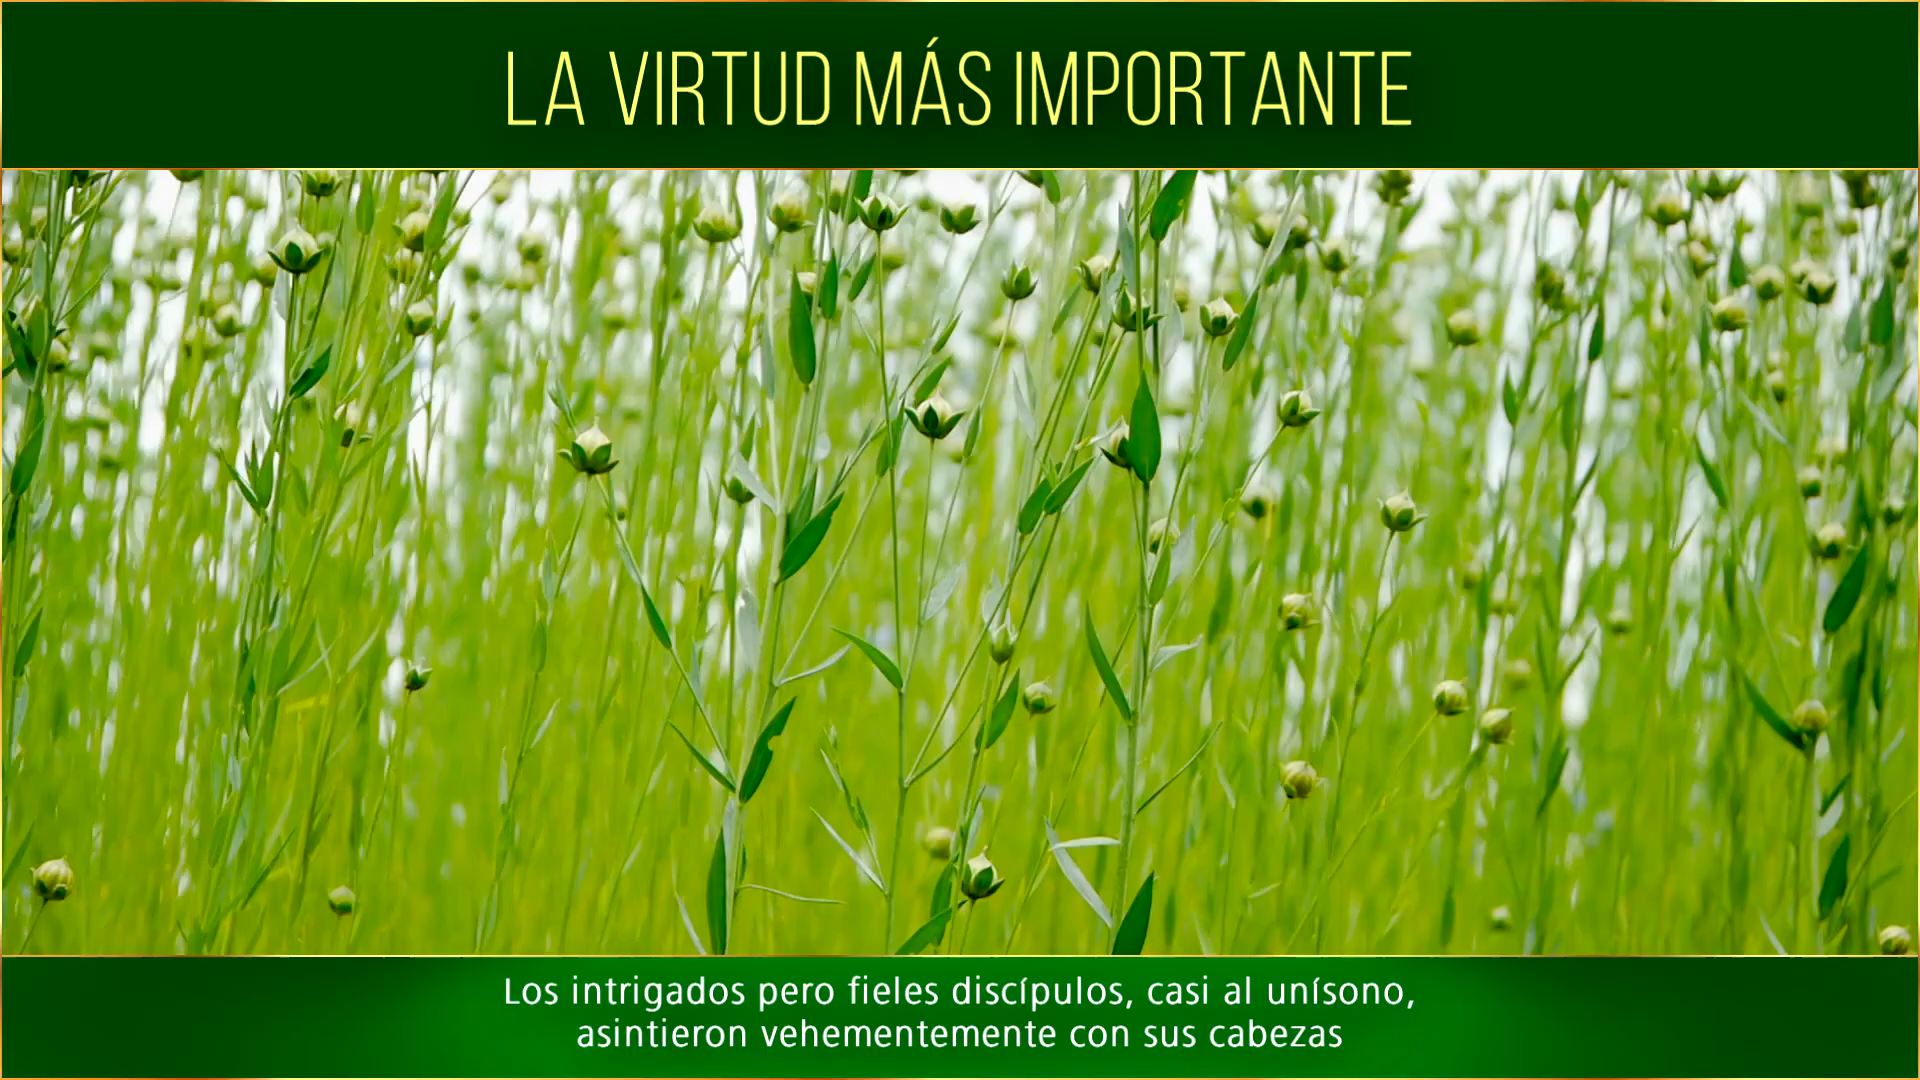 LA VIRTUD MÁS IMPORTANTE
Los intrigados pero fieles discípulos, casi al unísono,
asintieron vehementemente con sus cabezas